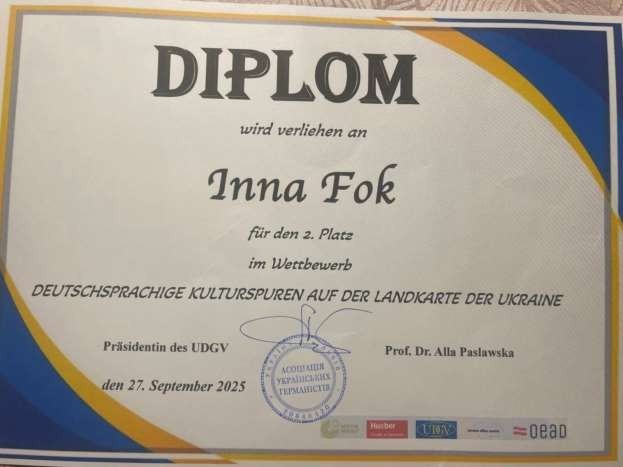 DIPLOM
wird verliehen an
Inna Fok
für den 2. Platz
im Wettbewerb
DEUTSCHSPRACHIGE KULTURSPUREN AUF DER LANDKARTE DER UKRAINE
Präsidentin des UDGV
Prof. Dr. Alla Paslawska
АСОЦІАЦІЯ
УКРАЇНСЬКИХ
ГЕРМАНІСТІВ
den 27. September 2025
Hueber
UDGV
oead